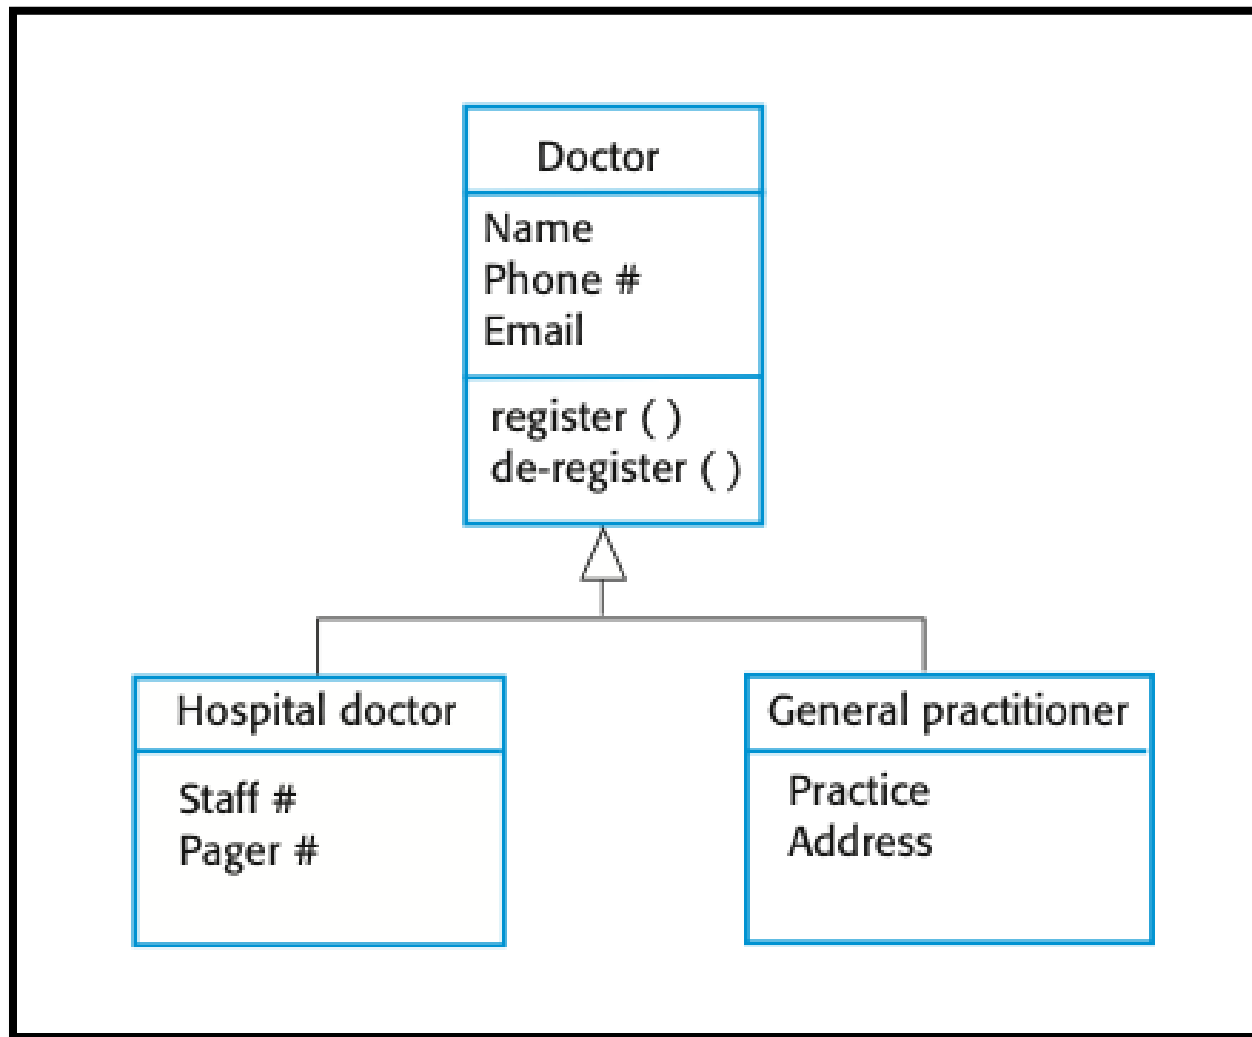 Doctor
Name
Phone #
Email
register ( )
de-register ( )
Hospital doctor
Staff #
Pager #
General practitioner
Practice
Address